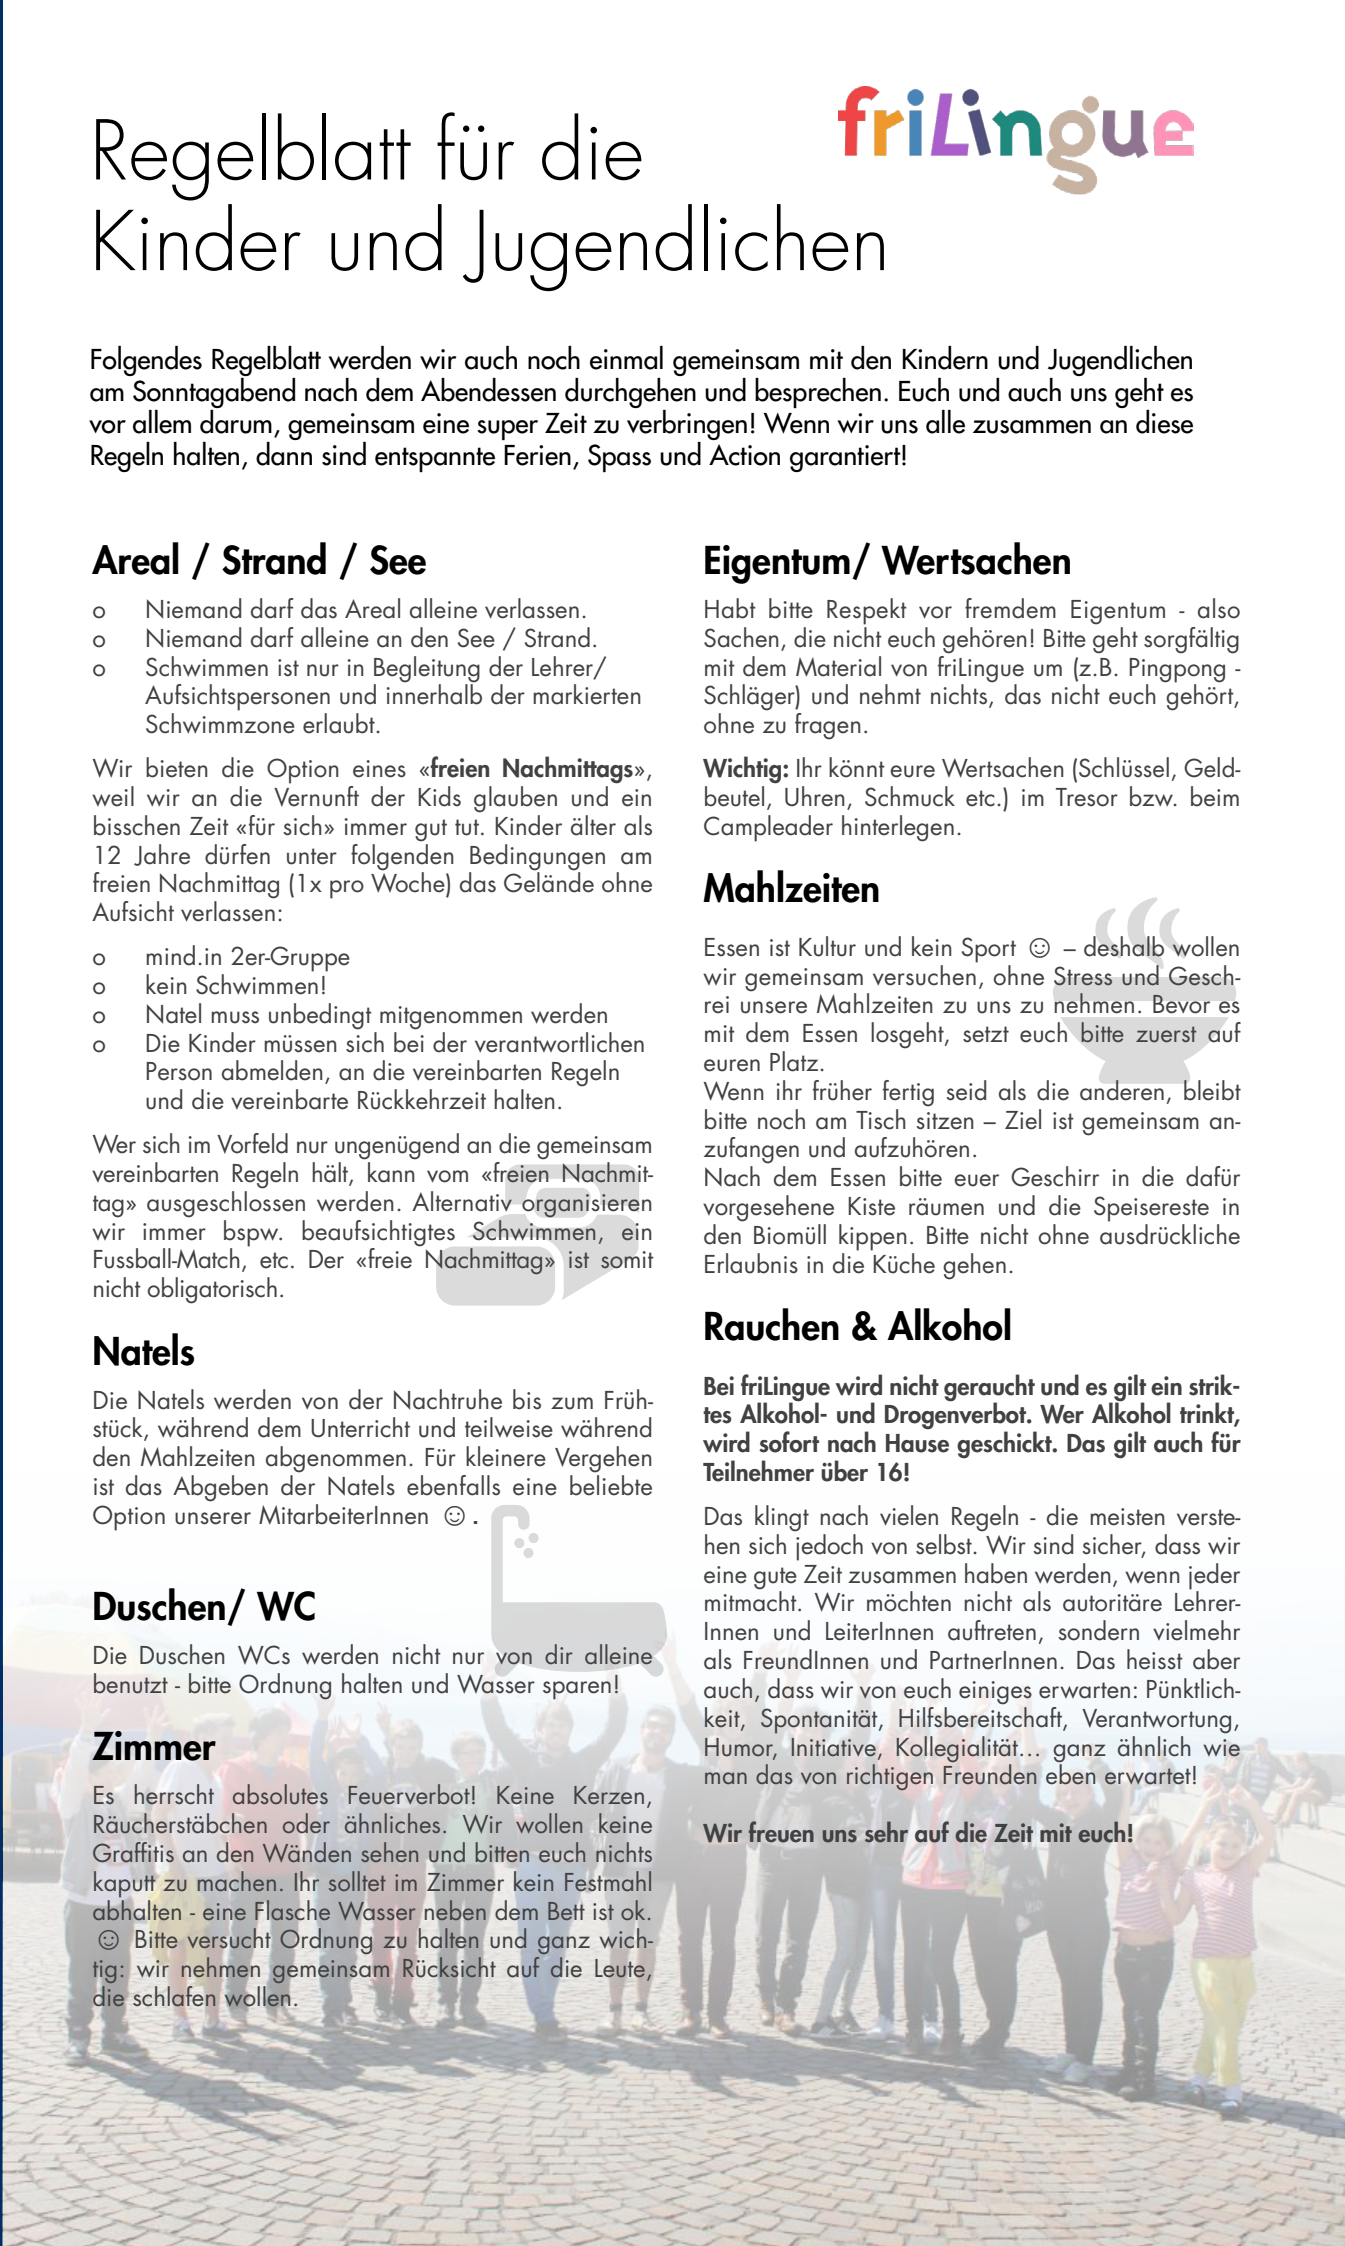 friLingue
Regelblatt für die
Kinder und Jugendlichen
Folgendes Regelblatt werden wir auch noch einmal gemeinsam mit den Kindern und Jugendlichen
am Sonntagabend nach dem Abendessen durchgehen und besprechen. Euch und auch uns geht es
vor allem darum, gemeinsam eine super Zeit zu verbringen! Wenn wir uns alle zusammen an diese
Regeln halten, dann sind entspannte Ferien, Spass und Action garantiert!
Areal / Strand / See
o Niemand darf das Areal alleine verlassen.
o Niemand darf alleine an den See / Strand.
o Schwimmen ist nur in Begleitung der Lehrer/
Aufsichtspersonen und innerhalb der markierten
Schwimmzone erlaubt.
Wir bieten die Option eines «freien Nachmittags»,
weil wir an die Vernunft der Kids glauben und ein
bisschen Zeit «für sich» immer gut tut. Kinder älter als
12 Jahre dürfen unter folgenden Bedingungen am
freien Nachmittag (1x pro Woche) das Gelände ohne
Aufsicht verlassen:
o mind.in 2er-Gruppe
o kein Schwimmen!
o Natel muss unbedingt mitgenommen werden
o Die Kinder müssen sich bei der verantwortlichen
Person abmelden, an die vereinbarten Regeln
und die vereinbarte Rückkehrzeit halten.
Wer sich im Vorfeld nur ungenügend an die gemeinsam
vereinbarten Regeln hält, kann vom «freien Nachmit-
tag» ausgeschlossen werden. Alternativ organisieren
wir immer bspw. beaufsichtigtes Schwimmen, ein
Fussball-Match, etc. Der «freie Nachmittag» ist somit
nicht obligatorisch.
Natels
Die Natels werden von der Nachtruhe bis zum Früh-
stück, während dem Unterricht und teilweise während
den Mahlzeiten abgenommen. Für kleinere Vergehen
ist das Abgeben der Natels ebenfalls eine beliebte
Option unserer MitarbeiterInnen ☺ .
Duschen/ WC
Die Duschen WCs werden nicht nur von dir alleine
benutzt - bitte Ordnung halten und Wasser sparen!
Zimmer
Es herrscht absolutes Feuerverbot! Keine Kerzen,
Räucherstäbchen oder ähnliches. Wir wollen keine
Graffitis an den Wänden sehen und bitten euch nichts
kaputt zu machen. Ihr solltet im Zimmer kein Festmahl
abhalten - eine Flasche Wasser neben dem Bett ist ok.
☺ Bitte versucht Ordnung zu halten und ganz wich-
tig: wir nehmen gemeinsam Rücksicht auf die Leute,
die schlafen wollen.
Eigentum/ Wertsachen
Habt bitte Respekt vor fremdem Eigentum - also
Sachen, die nicht euch gehören! Bitte geht sorgfältig
mit dem Material von friLingue um (z.B. Pingpong -
Schläger) und nehmt nichts, das nicht euch gehört,
ohne zu fragen.
Wichtig: Ihr könnt eure Wertsachen (Schlüssel, Geld-
beutel, Uhren, Schmuck etc.) im Tresor bzw. beim
Campleader hinterlegen.
Mahlzeiten
Essen ist Kultur und kein Sport ☺ – deshalb wollen
wir gemeinsam versuchen, ohne Stress und Gesch-
rei unsere Mahlzeiten zu uns zu nehmen. Bevor es
mit dem Essen losgeht, setzt euch bitte zuerst auf
euren Platz.
Wenn ihr früher fertig seid als die anderen, bleibt
bitte noch am Tisch sitzen – Ziel ist gemeinsam an-
zufangen und aufzuhören.
Nach dem Essen bitte euer Geschirr in die dafür
vorgesehene Kiste räumen und die Speisereste in
den Biomüll kippen. Bitte nicht ohne ausdrückliche
Erlaubnis in die Küche gehen.
Rauchen & Alkohol
Bei friLingue wird nicht geraucht und es gilt ein strik-
tes Alkohol- und Drogenverbot. Wer Alkohol trinkt,
wird sofort nach Hause geschickt. Das gilt auch für
Teilnehmer über 16!
Das klingt nach vielen Regeln - die meisten verste-
hen sich jedoch von selbst. Wir sind sicher, dass wir
eine gute Zeit zusammen haben werden, wenn jeder
mitmacht. Wir möchten nicht als autoritäre Lehrer-
Innen und LeiterInnen auftreten, sondern vielmehr
als FreundInnen und PartnerInnen. Das heisst aber
auch, dass wir von euch einiges erwarten: Pünktlich-
keit, Spontanität, Hilfsbereitschaft, Verantwortung,
Humor, Initiative, Kollegialität... ganz ähnlich wie
man das von richtigen Freunden eben erwartet!
Wir freuen uns sehr auf die Zeit mit euch!